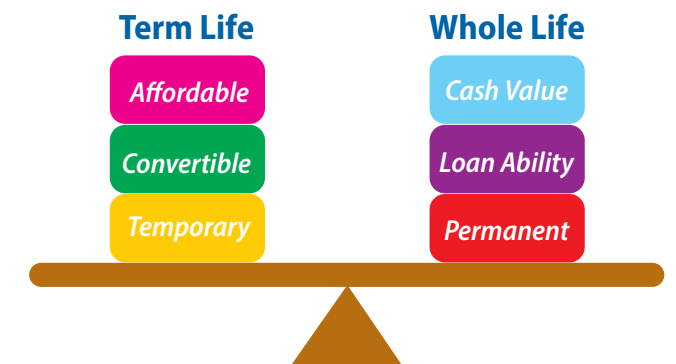 Term Life
Affordable
Convertible
Temporary
Whole Life
Cash Value
Loan Ability
Permanent